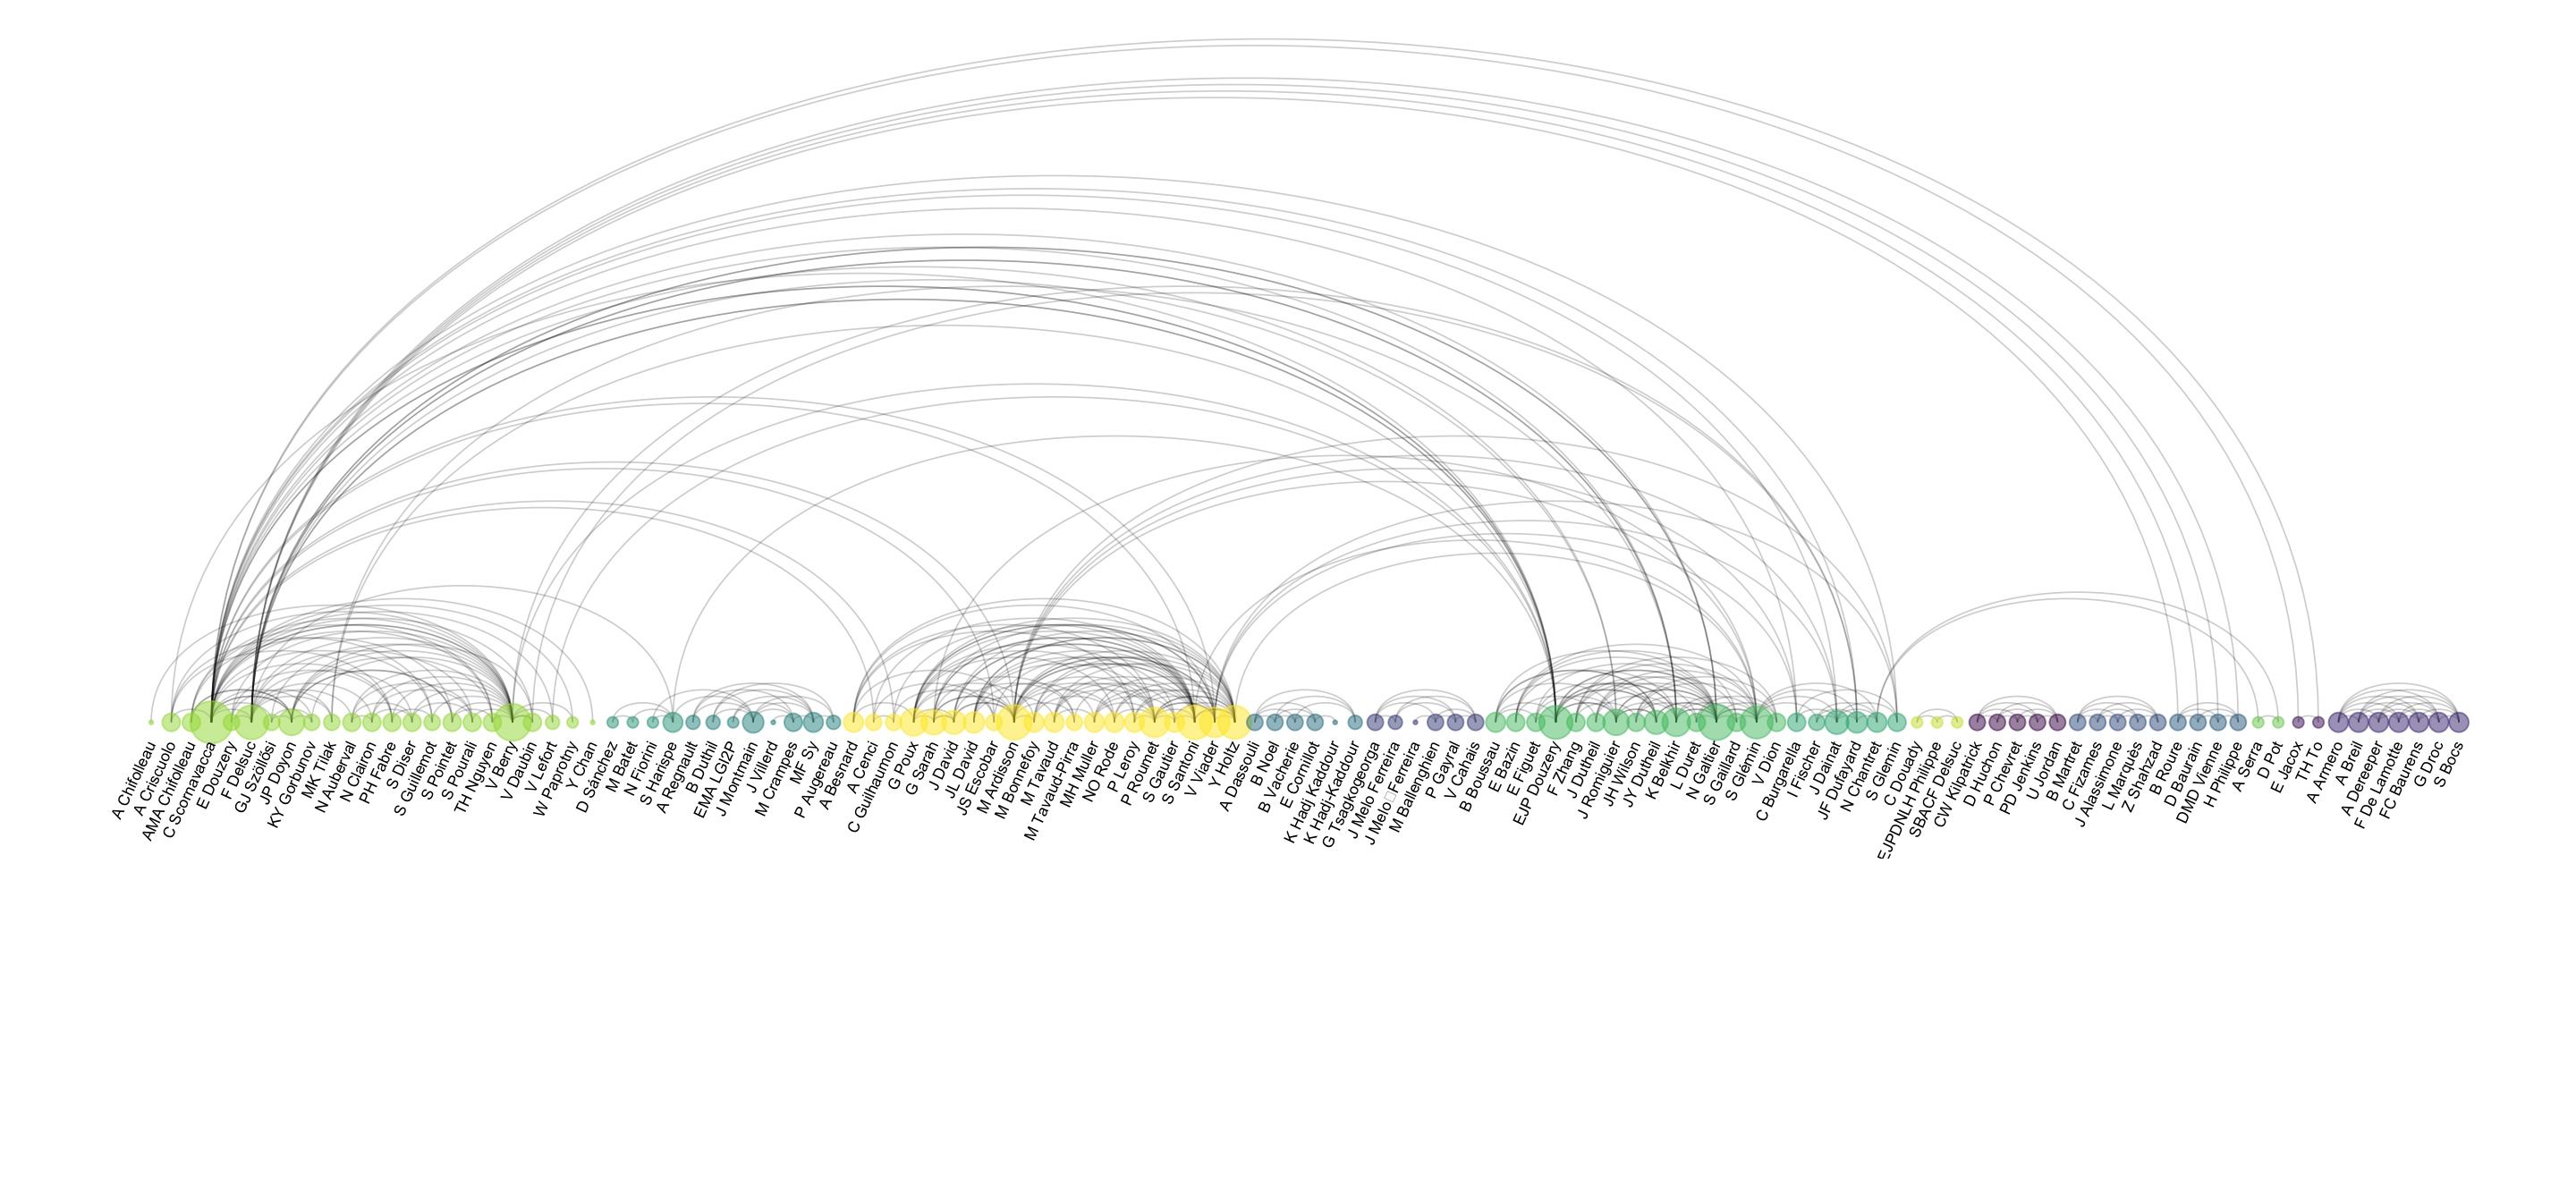 A Chifolleau
A Criscuolo
AMA Chifolleau
C Scornavacca
E Douzery
F Delsuc
GJ Szöllősi
JP Doyon
KY Gorbunov
MK Tilak
N Auberval
N Clairon
PH Fabre
S Diser
S Guillemot
S Pointet
S Pourali
TH Nguyen
V Berry
V Daubin
V Lefort
W Paprotny
Y Chan
D Sánchez
M Batet
N Fiorini
S Harispe
A Regnault
B Duthil
EMA LGI2P
J Montmain
J Villerd
M Crampes
MF Sy
P Augereau
A Besnard
A Cenci
C Guilhaumon
G Poux
G Sarah
J David
JL David
JS Escobar
M Ardisson
M Bonnefoy
M Tavaud
M Tavaud-Pirra
MH Muller
NO Rode
P Leroy
P Roumet
S Gautier
S Santoni
V Viader
Y Holtz
A Dassouli
B Noel
B Vacherie
E Cornillot
K Hadj Kaddour
K Hadj-Kaddour
G Tsagkogeorga
J Melo Ferreira
J Melo□Ferreira
M Ballenghien
P Gayral
V Cahais
B Boussau
E Bazin
E Figuet
EJP Douzery
F Zhang
J Dutheil
J Romiguier
JH Wilson
JY Dutheil
K Belkhir
L Duret
N Galtier
S Gaillard
S Glémin
V Dion
C Burgarella
I Fischer
J Dainat
JF Dufayard
N Chantret
S Glemin
C Douady
EJPDNLH Philippe
SBACF Delsuc
CW Kilpatrick
D Huchon
P Chevret
PD Jenkins
U Jordan
B Martret
C Fizames
J Alassimone
L Marquès
Z Shahzad
B Roure
D Baurain
DMD Vienne
H Philippe
A Serra
D Pot
E Jacox
TH To
A Armero
A Breil
A Dereeper
F De Lamotte
FC Baurens
G Droc
S Bocs